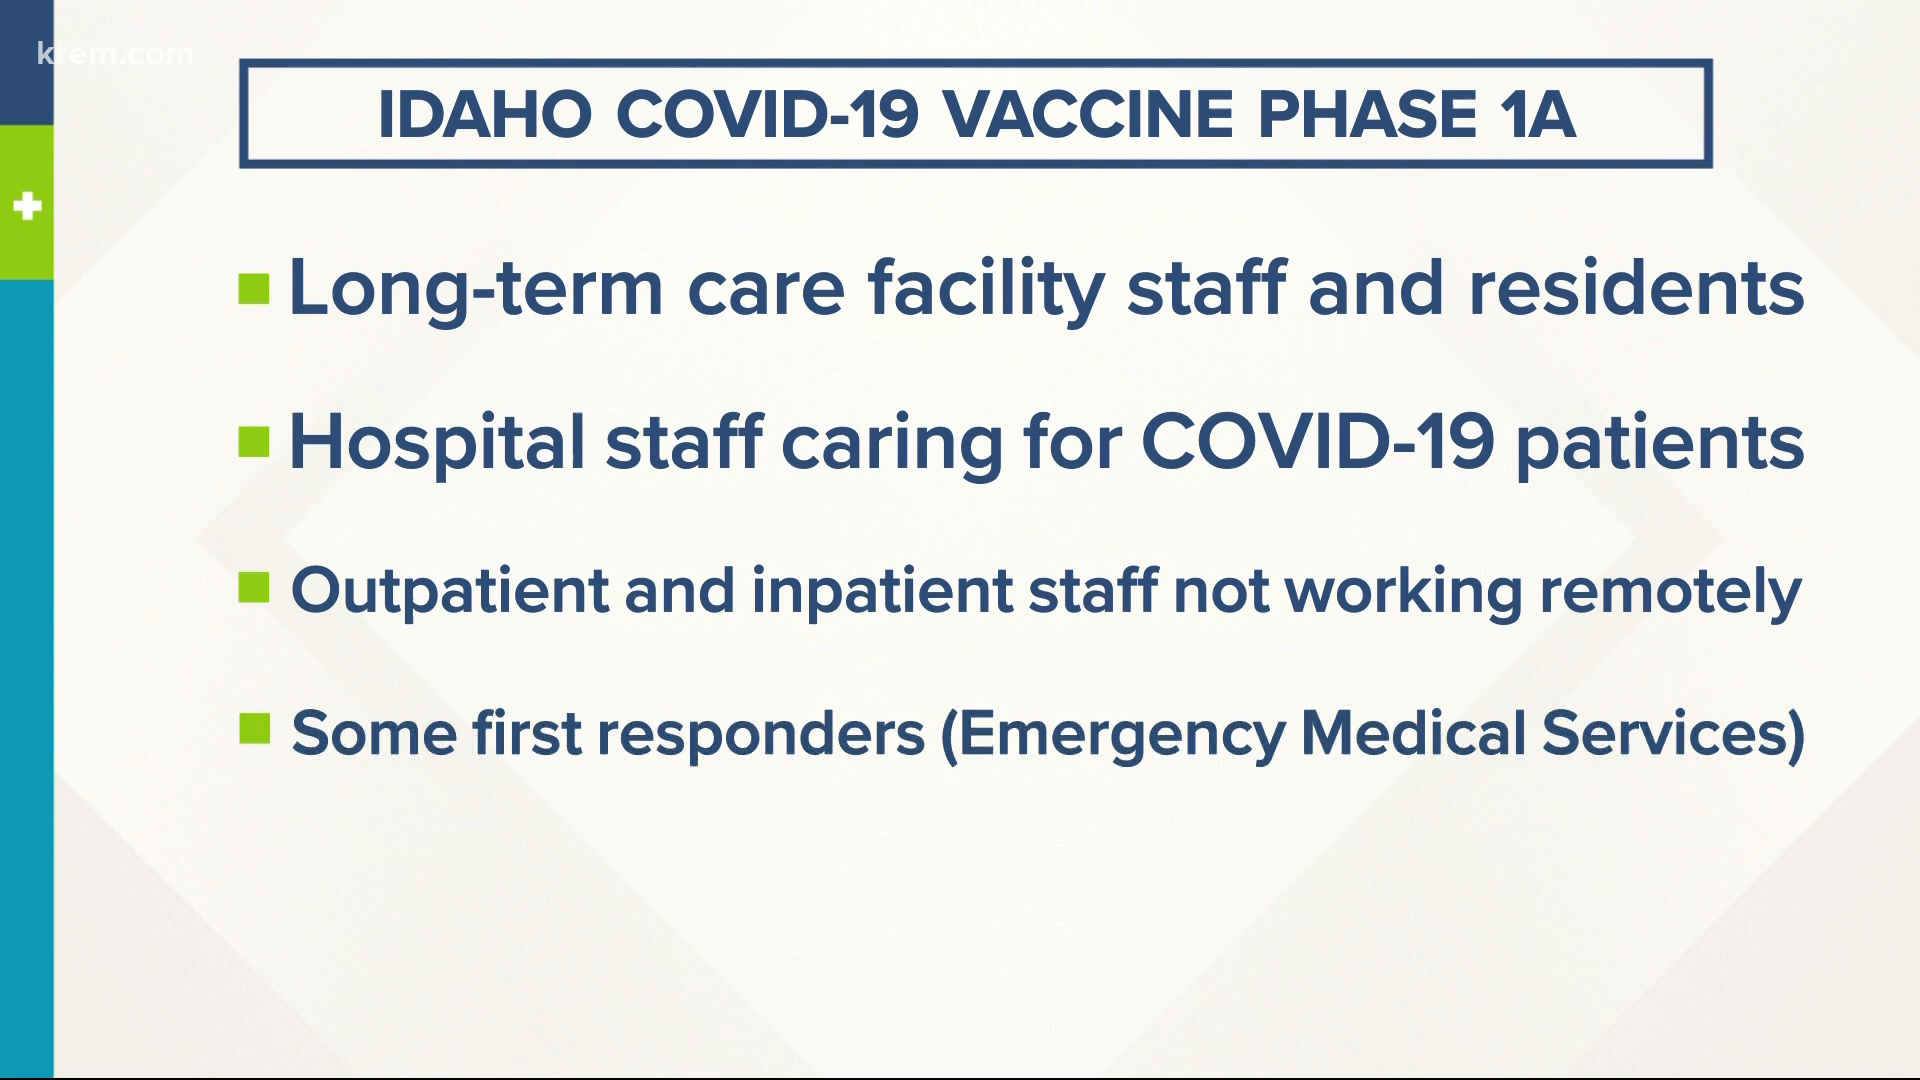 krem.com
IDAHO COVID-19 VACCINE PHASE 1A
Long-term care facility staff and residents
Hospital staff caring for COVID-19 patients
Outpatient and inpatient staff not working remotely
Some first responders (Emergency Medical Services)